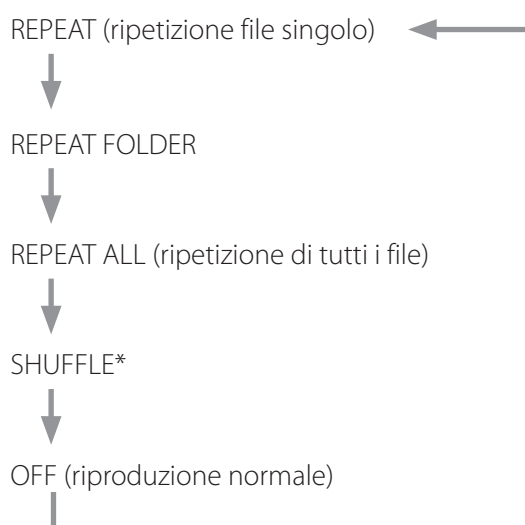 REPEAT (ripetizione file singolo)
REPEAT FOLDER
REPEAT ALL (ripetizione di tutti i file)
SHUFFLE*
OFF (riproduzione normale)